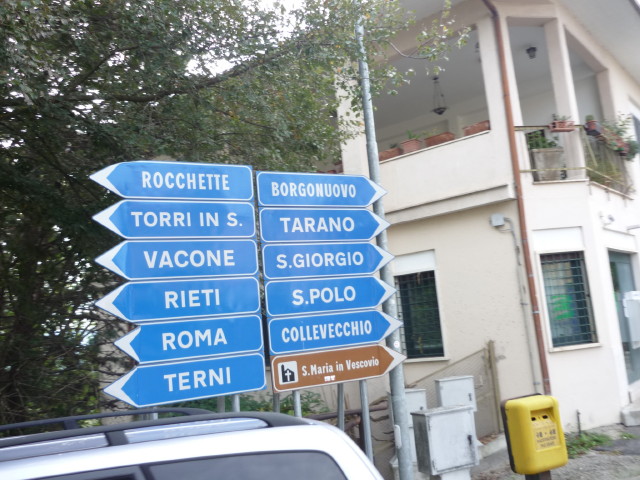 ROCCHETTE
TORRI IN S.
VACONE
RIETI
ROMA
TERNI
BORGONUOVO
TARANO
S.GIORGIO
S.POLO
COLLEVECCHIO
S.MARIA IN VESCOVIO